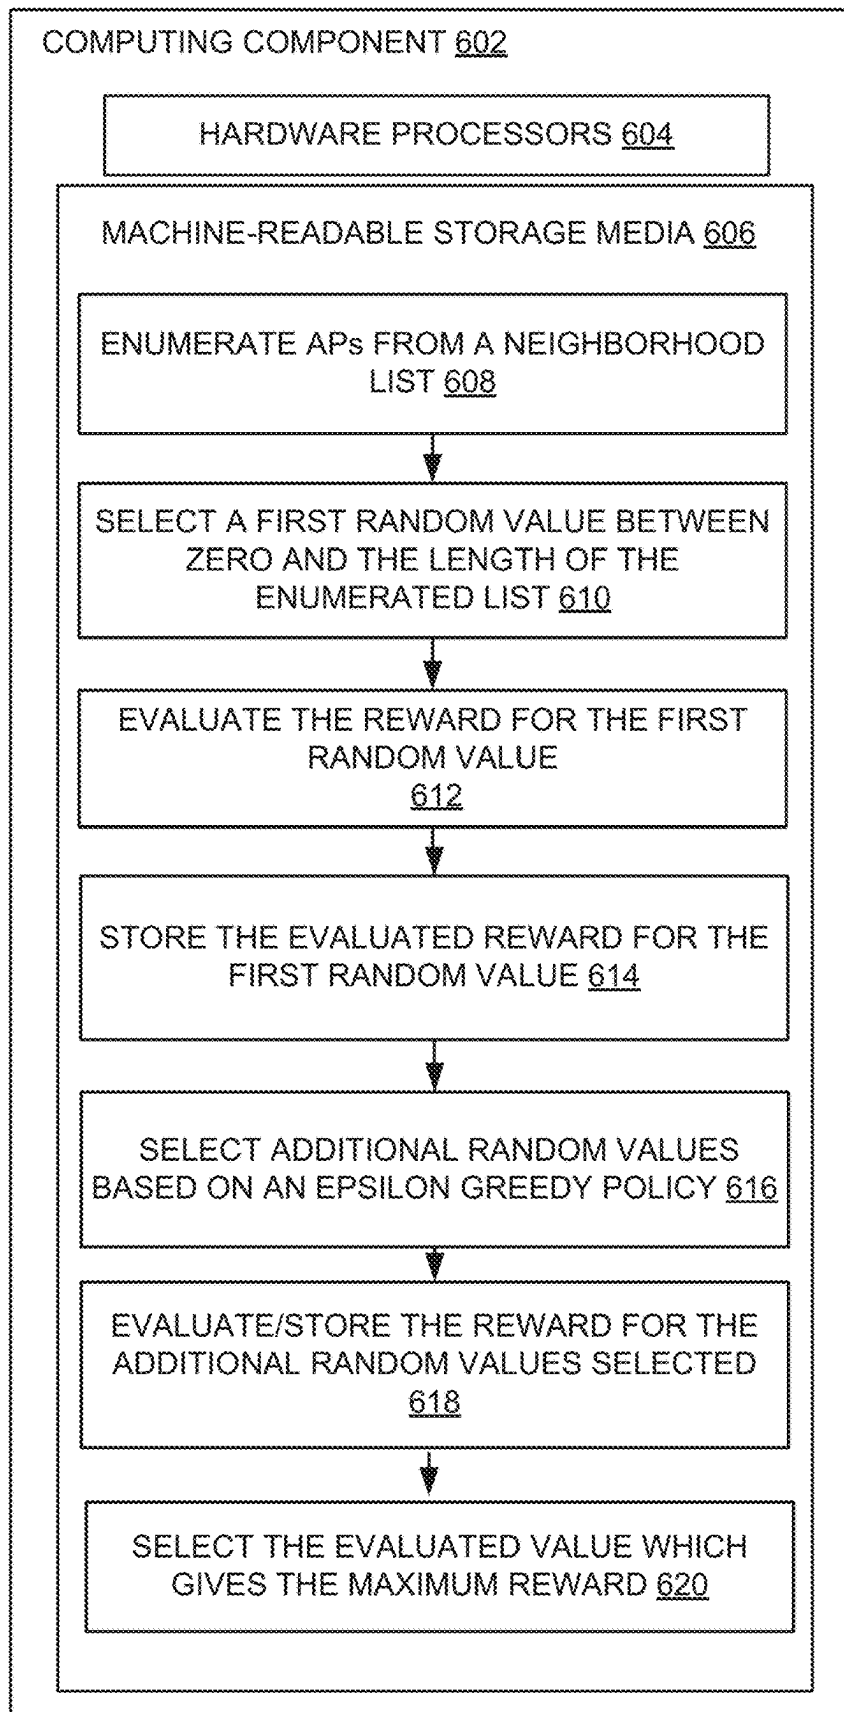 COMPUTING COMPONENT 602
HARDWARE PROCESSORS 604
MACHINE-READABLE STORAGE MEDIA 606
ENUMERATE APs FROM A NEIGHBORHOOD
LIST 608
SELECT A FIRST RANDOM VALUE BETWEEN
ZERO AND THE LENGTH OF THE
ENUMERATED LIST 610
EVALUATE THE REWARD FOR THE FIRST
RANDOM VALUE
612
STORE THE EVALUATED REWARD FOR THE
FIRST RANDOM VALUE 614
SELECT ADDITIONAL RANDOM VALUES
BASED ON AN EPSILON GREEDY POLICY 616
EVALUATE/STORE THE REWARD FOR THE
ADDITIONAL RANDOM VALUES SELECTED
618
SELECT THE EVALUATED VALUE WHICH
GIVES THE MAXIMUM REWARD 620